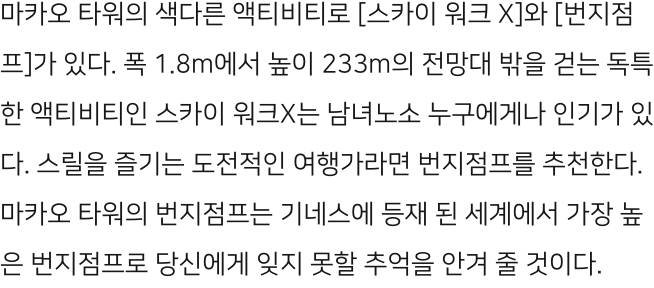 마카오 타워의 색다른 액티비티로 [스카이 워크 X]와 [번지점
프]가 있다. 폭 1.8m에서 높이 233m의 전망대 밖을 걷는 독특
한 액티비티인 스카이 워크X는 남녀노소 누구에게나 인기가 있
다. 스릴을 즐기는 도전적인 여행가라면 번지점프를 추천한다.
마카오 타워의 번지점프는 기네스에 등재 된 세계에서 가장 높
은 번지점프로 당신에게 잊지 못할 추억을 안겨 줄 것이다.